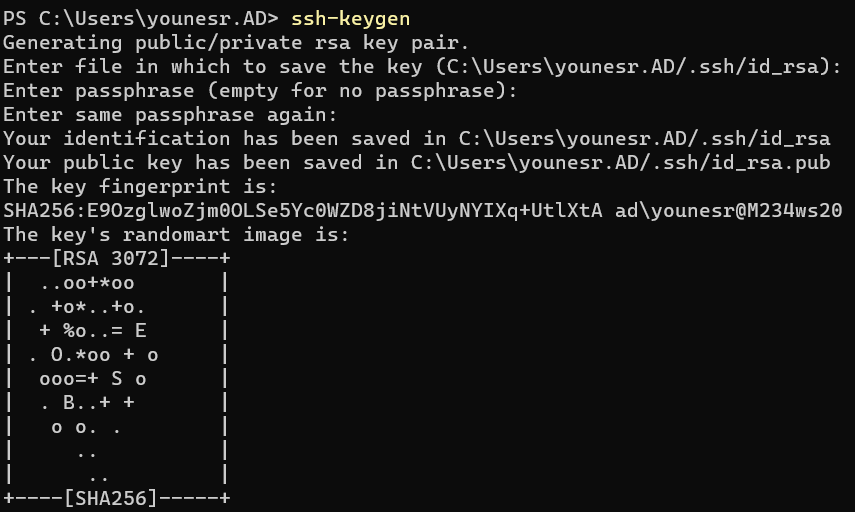 PS C:\Users\younesr.AD> ssh-keygen
Generating public/private rsa key pair.
Enter file in which to save the key (C:\Users\younesr.AD/.ssh/id_rsa):
Enter passphrase (empty for no passphrase):
Enter same passphrase again:
Your identification has been saved in C:\Users\younesr.AD/.ssh/id_rsa
Your public key has been saved in C:\Users\younesr.AD/.ssh/id_rsa.pub
The key fingerprint is:
SHA256:E9OzglwoZjm0OLSe5Yc0WZD8jiNtVUyNYIXq+UtlXtA ad\younesr@M234ws20
The key's randomart image is:
+---[RSA 3072]----+
|  ..oo+*oo       |
| . +o*..+o.      |
|  + %o..= E      |
| . O.*oo + o     |
|  ooo=+ S o      |
|  . B..+ +       |
|   o o. .        |
|     ..          |
|      ..         |
+----[SHA256]-----+